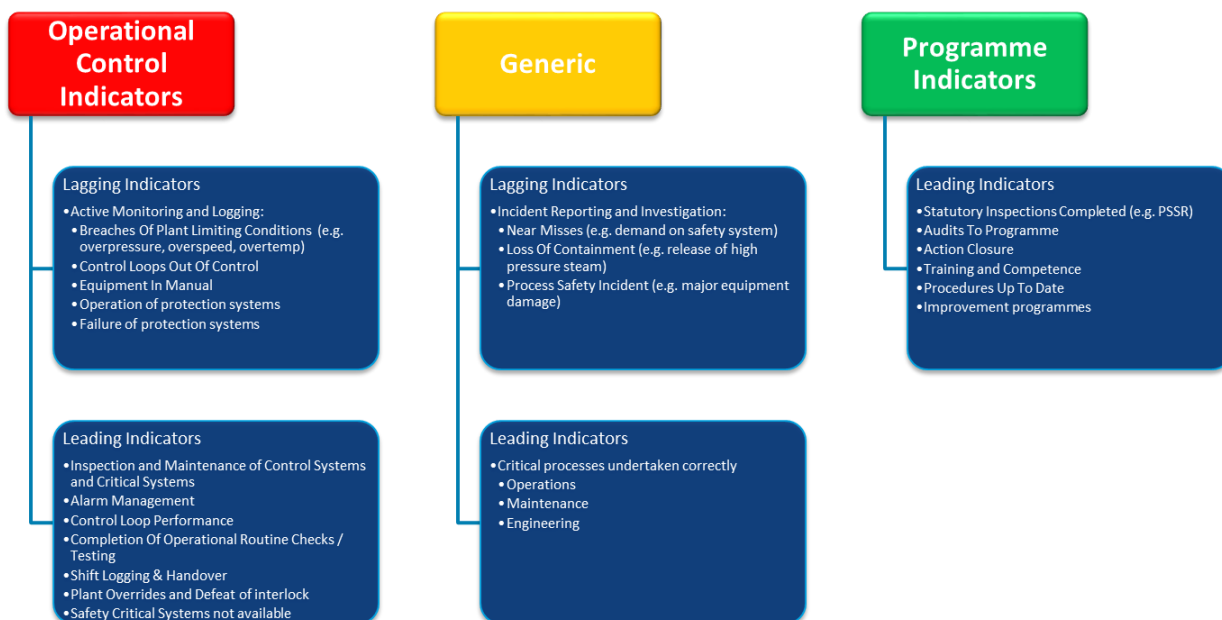 Operational
Control
Indicators
Lagging Indicators
•Active Monitoring and Logging:
•Breaches Of Plant Limiting Conditions (e.g.
overpressure, overspeed, overtemp)
•Control Loops Out Of Control
•Equipment In Manual
•Operation of protection systems
•Failure of protection systems
Leading Indicators
•Inspection and Maintenance of Control Systems
and Critical Systems
•Alarm Management
•Control Loop Performance
•Completion Of Operational Routine Checks /
Testing
•Shift Logging & Handover
•Plant Overrides and Defeat of interlock
•Safety Critical Systems not available
Generic
Lagging Indicators
•Incident Reporting and Investigation:
•Near Misses (e.g. demand on safety system)
•Loss Of Containment (e.g. release of high
pressure steam)
•Process Safety Incident (e.g. major equipment
damage)
Leading Indicators
•Critical processes undertaken correctly
•Operations
•Maintenance
•Engineering
Programme
Indicators
Leading Indicators
•Statutory Inspections Completed (e.g. PSSR)
•Audits To Programme
•Action Closure
•Training and Competence
•Procedures Up To Date
•Improvement programmes